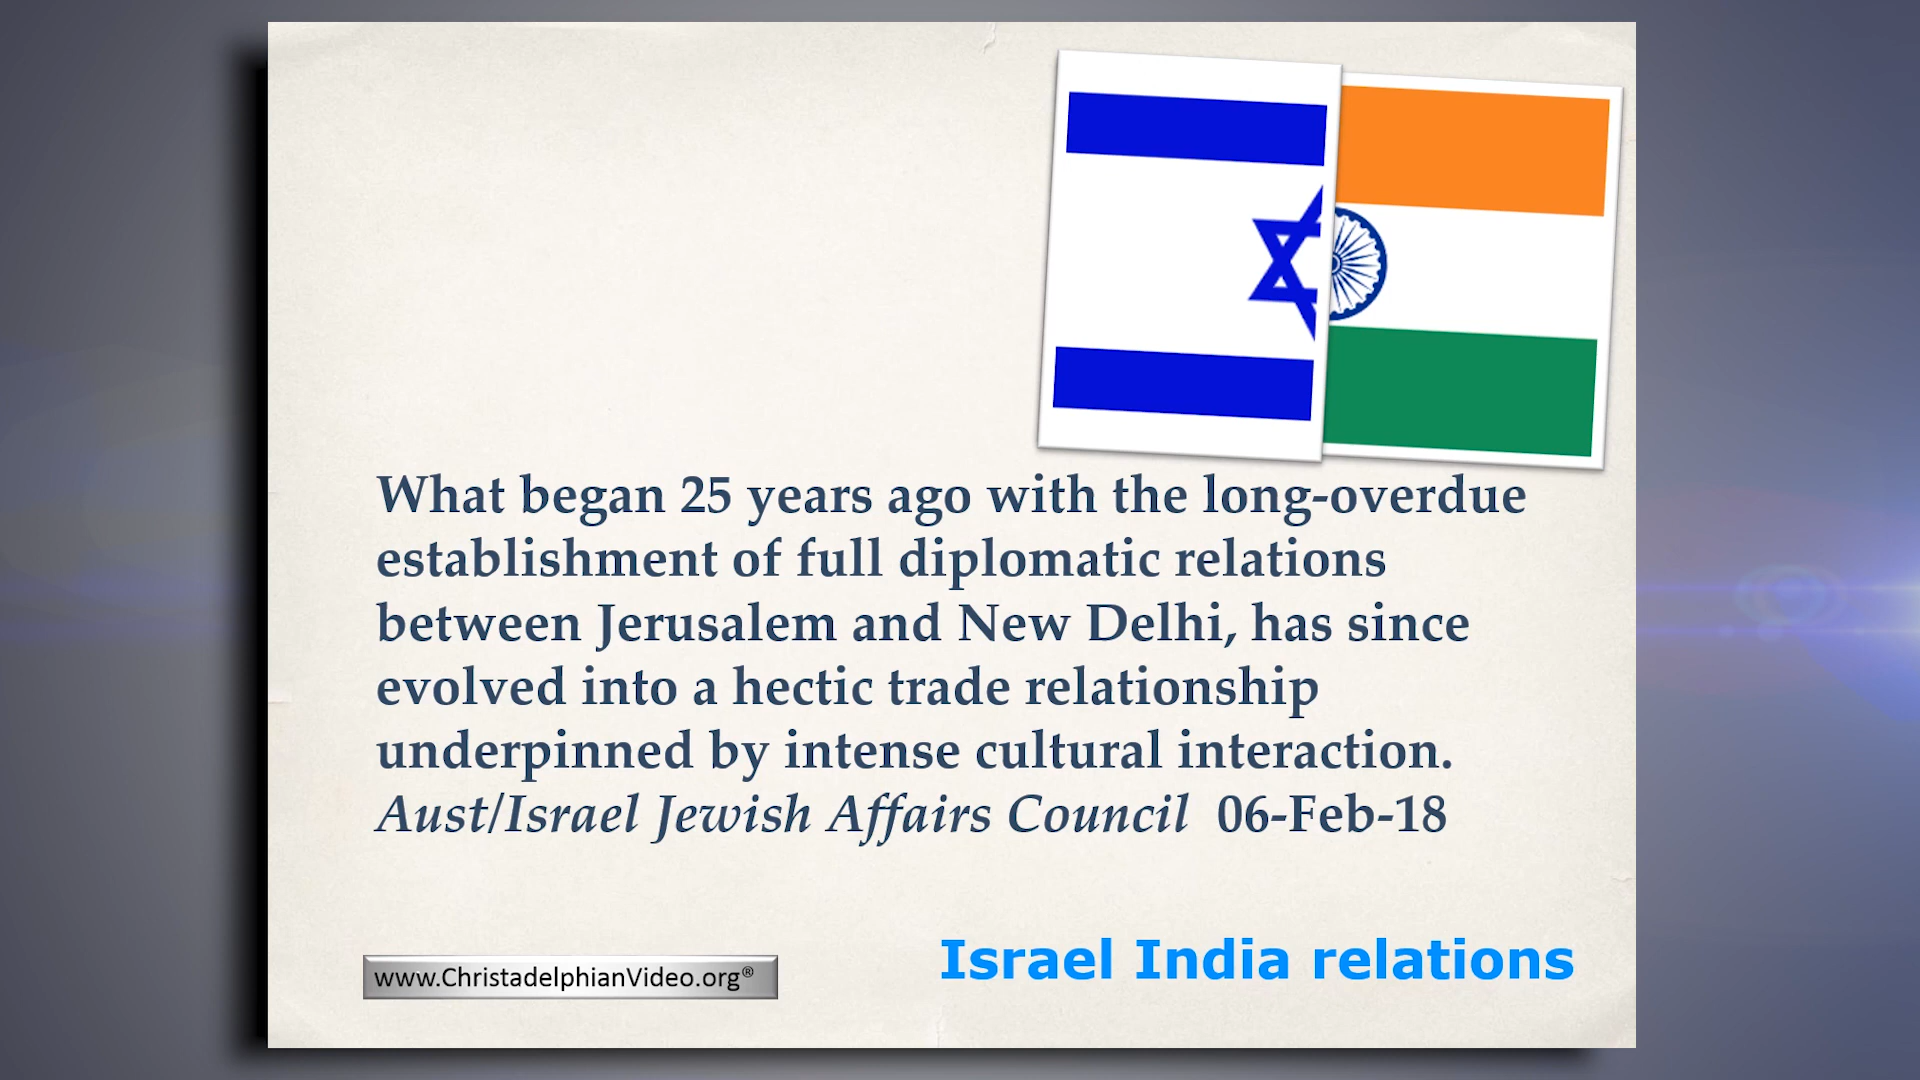 What began 25 years ago with the long-overdue
establishment of full diplomatic relations
between Jerusalem and New Delhi, has since
evolved into a hectic trade relationship
underpinned by intense cultural interaction.
Aust/Israel Jewish Affairs Council 06-Feb-18
www.ChristadelphianVideo.org®
Israel India relations